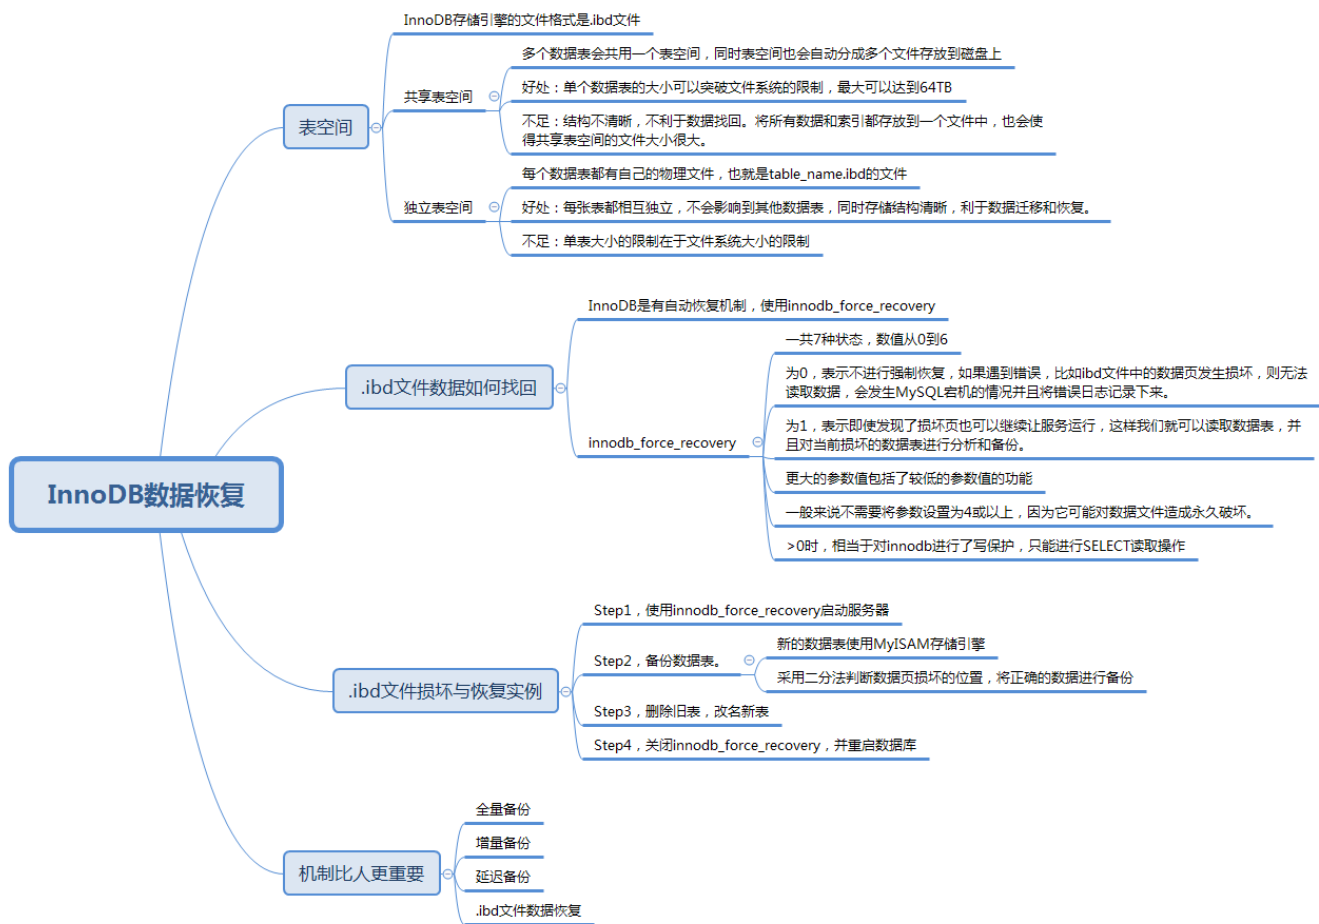 InnoDB数据恢复
表空间
InnoDB存储引擎的文件格式是.ibd文件
共享表空间
多个数据表会共用一个表空间，同时表空间也会自动分成多个文件存放到磁盘上
好处：单个数据表的大小可以突破文件系统的限制，最大可以达到64TB
不足：结构不清晰，不利于数据找回。将所有数据和索引都存放到一个文件中，也会使
得共享表空间的文件大小很大。
独立表空间
每个数据表都有自己的物理文件，也就是table_name.ibd的文件
好处：每张表都相互独立，不会影响到其他数据表，同时存储结构清晰，利于数据迁移和恢复。
不足：单表大小的限制在于文件系统大小的限制
.ibd文件数据如何找回
InnoDB是有自动恢复机制，使用innodb_force_recovery
innodb_force_recovery
一共7种状态，数值从0到6
为0，表示不进行强制恢复，如果遇到错误，比如ibd文件中的数据页发生损坏，则无法
读取数据，会发生MySQL宕机的情况并且将错误日志记录下来。
为1，表示即使发现了损坏页也可以继续让服务运行，这样我们就可以读取数据表，并
且对当前损坏的数据表进行分析和备份。
更大的参数值包括了较低的参数值的功能
一般来说不需要将参数设置为4或以上，因为它可能对数据文件造成永久破坏。
>0时，相当于对innodb进行了写保护，只能进行SELECT读取操作
.ibd文件损坏与恢复实例
Step1，使用innodb_force_recovery启动服务器
Step2，备份数据表。
新的数据表使用MyISAM存储引擎
采用二分法判断数据页损坏的位置，将正确的数据进行备份
Step3，删除旧表，改名新表
Step4，关闭innodb_force_recovery，并重启数据库
机制比人更重要
全量备份
增量备份
延迟备份
.ibd文件数据恢复